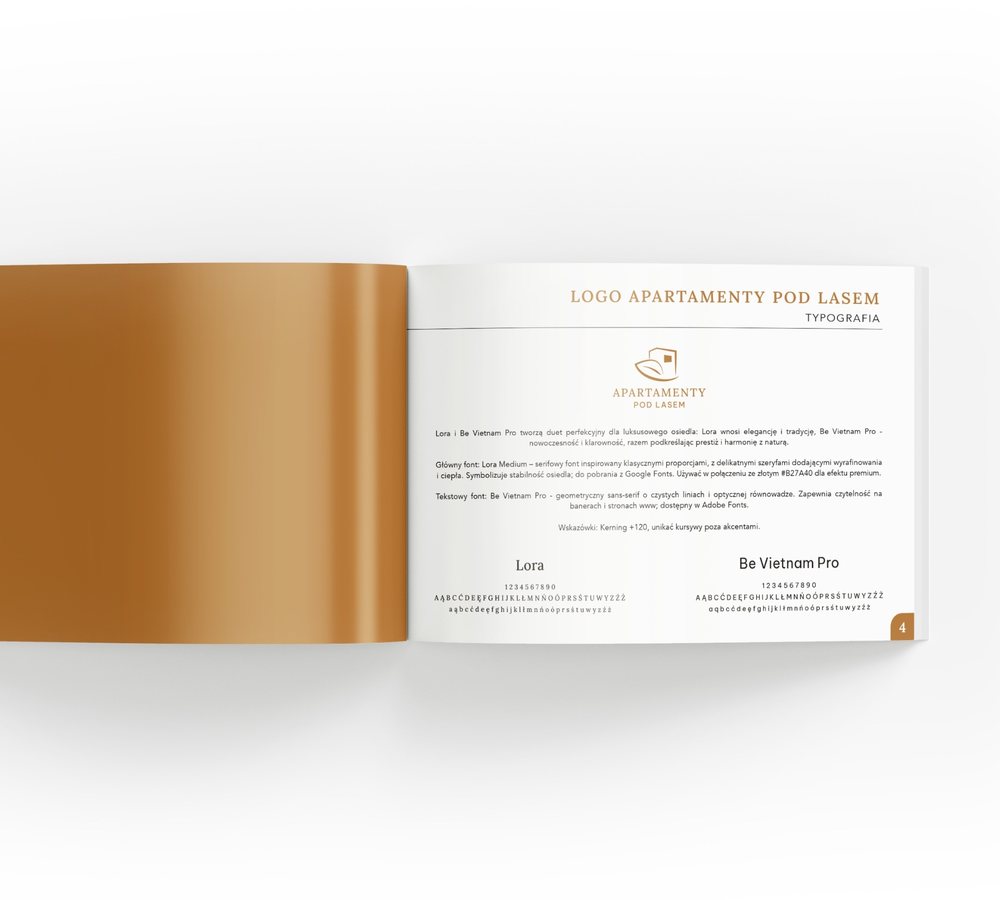 LOGO APARTAMENTY POD LASEM
TYPOGRAFIA
APARTAMENTY
POD LASEM
Lora i Be Vietnam Pro tworzą duet perfekcyjny dla luksusowego osiedla: Lora wnosi elegancję i tradycję, Be Vietnam Pro -
nowoczesność i klarowność, razem podkreślając prestiż i harmonię z naturą.
Główny font: Lora Medium – serifowy font inspirowany klasycznymi proporcjami, z delikatnymi szeryfami dodającymi wyrafinowania
i ciepła. Symbolizuje stabilność osiedla; do pobrania z Google Fonts. Używać w połączeniu ze złotym #B27A40 dla efektu premium.
Tekstowy font: Be Vietnam Pro - geometryczny sans-serif o czystych liniach i optycznej równowadze. Zapewnia czytelność na
banerach i stronach www; dostępny w Adobe Fonts.
Wskazówki: Kerning +120, unikać kursywy poza akcentami.
Lora
1234567890
AĄBCĆDEĘFGHIJKLŁMNŃOÓPRSŚTUWYZŹŻ
aąbcćdeęfghijklłmnńoóprsśtuwyzźż
Be Vietnam Pro
1234567890
AĄBCĆDEĘFGHIJKLŁMNŃOÓPRSŚTUWYZŹŻ
aąbcćdeęfghijklłmnńoóprsśtuwyzźż
4